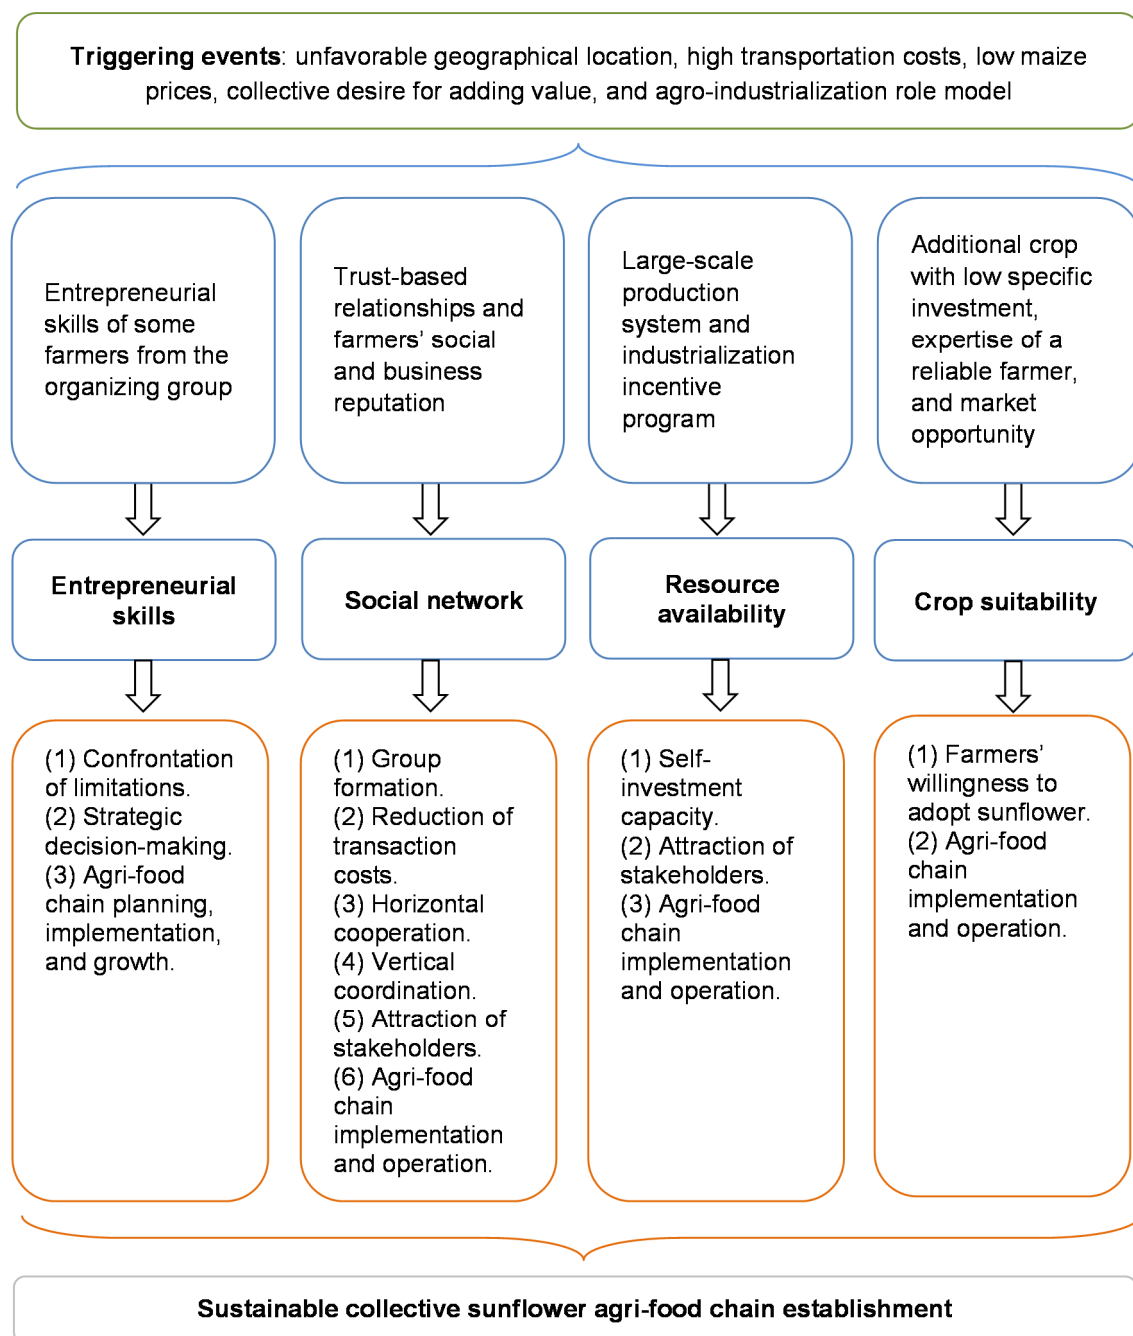 Triggering events: unfavorable geographical location, high transportation costs, low maize
prices, collective desire for adding value, and agro-industrialization role model
Entrepreneurial
skills of some
farmers from the
organizing group
Trust-based
relationships and
farmers’ social
and business
reputation
Large-scale
production
system and
industrialization
incentive
program
Additional crop
with low specific
investment,
expertise of a
reliable farmer,
and market
opportunity
Entrepreneurial
skills
Social network
Resource
availability
Crop suitability
(1) Confrontation
of limitations.
(2) Strategic
decision-making.
(3) Agri-food
chain planning,
implementation,
and growth.
(1) Group
formation.
(2) Reduction of
transaction
costs.
(3) Horizontal
cooperation.
(4) Vertical
coordination.
(5) Attraction of
stakeholders.
(6) Agri-food
chain
implementation
and operation.
(1) Self-
investment
capacity.
(2) Attraction of
stakeholders.
(3) Agri-food
chain
implementation
and operation.
(1) Farmers’
willingness to
adopt sunflower.
(2) Agri-food
chain
implementation
and operation.
Sustainable collective sunflower agri-food chain establishment